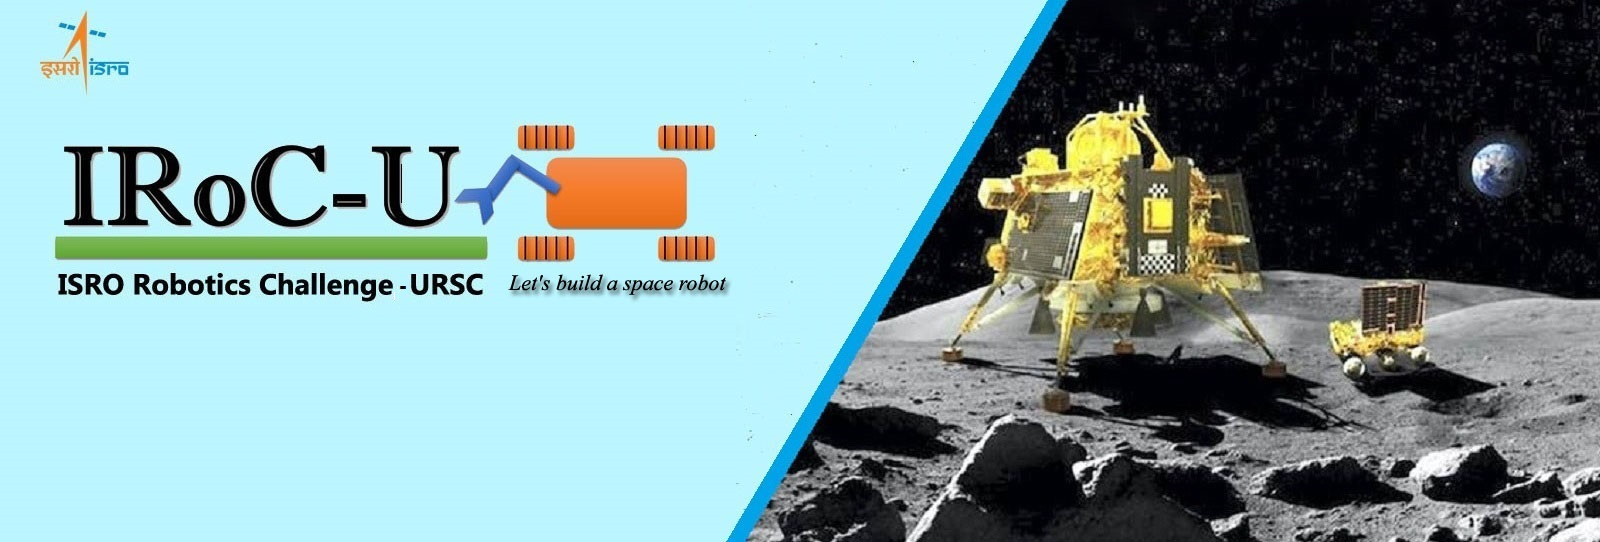 इसरो isro
IRoC-U
ISRO Robotics Challenge -URSC
Let's build a space robot